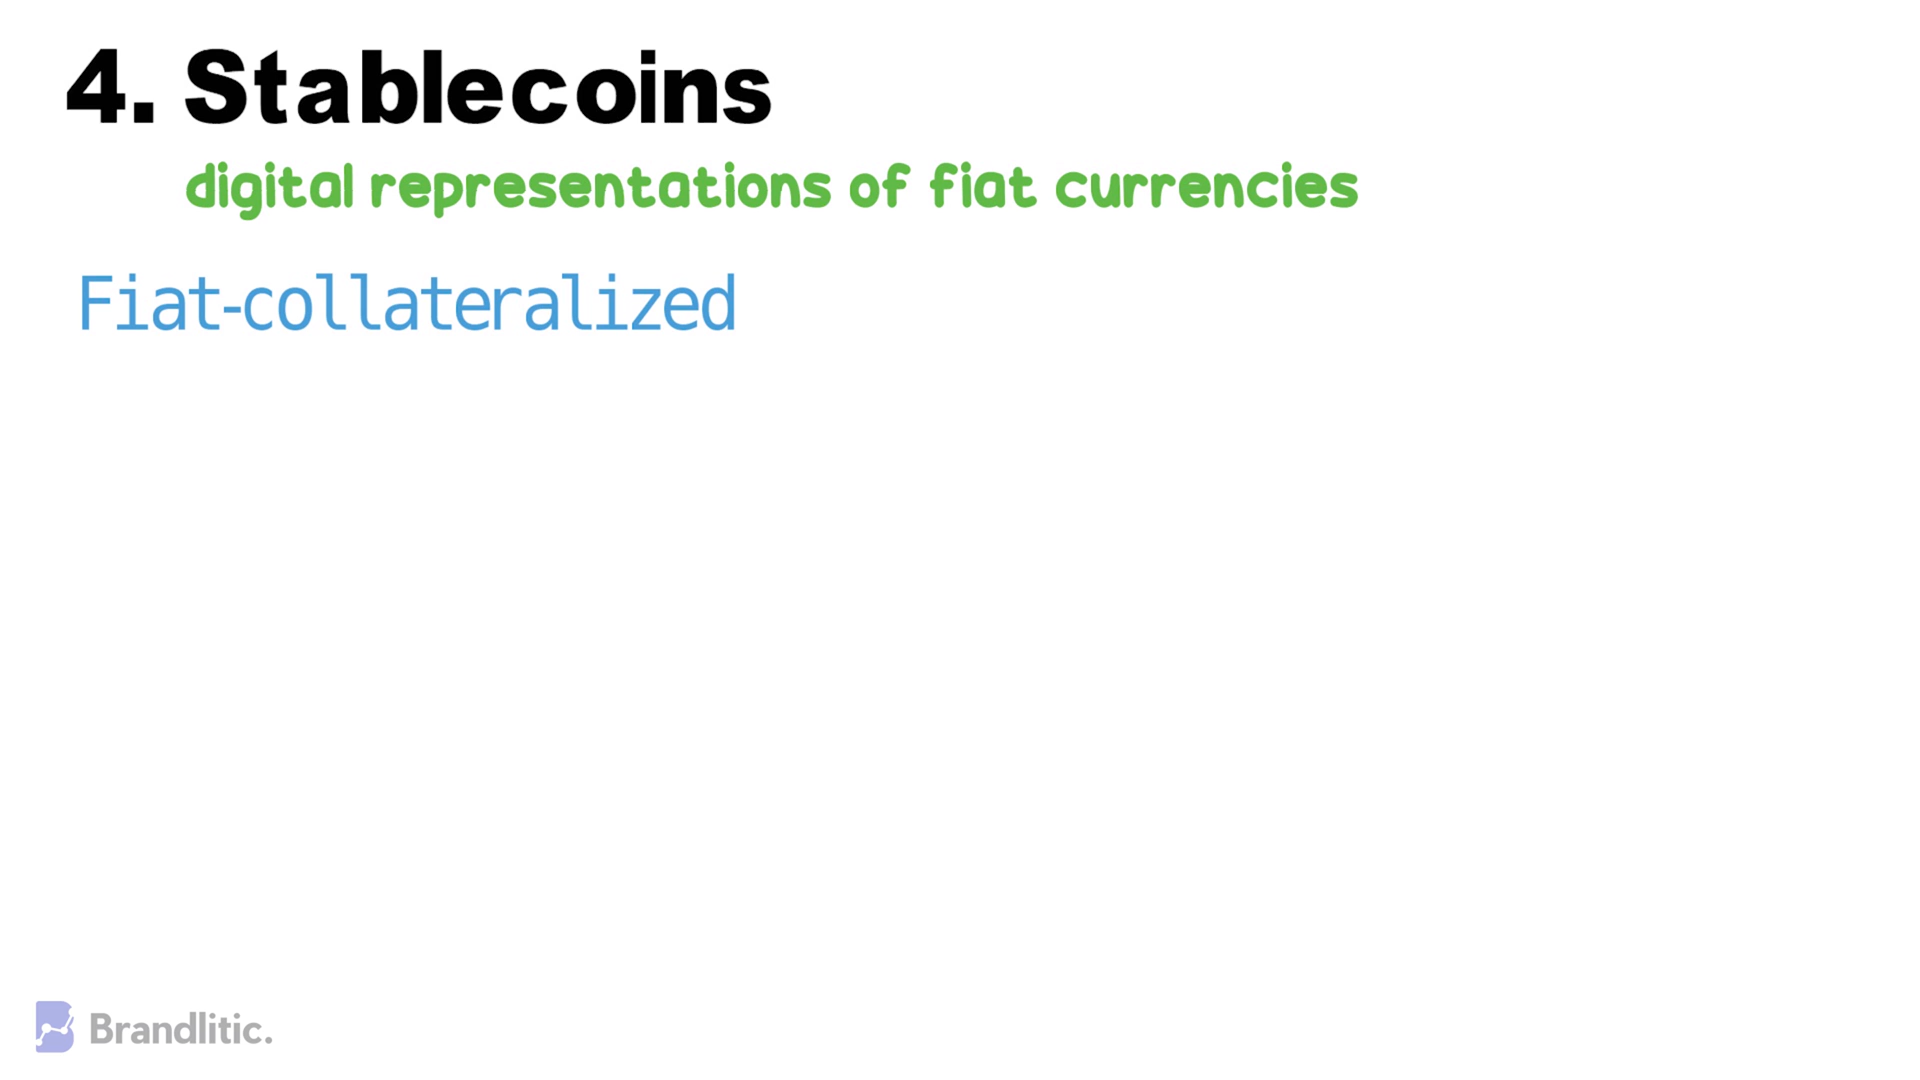 4. Stablecoins
digital representations of fiat currencies
Fiat-collateralized
Brandlitic.